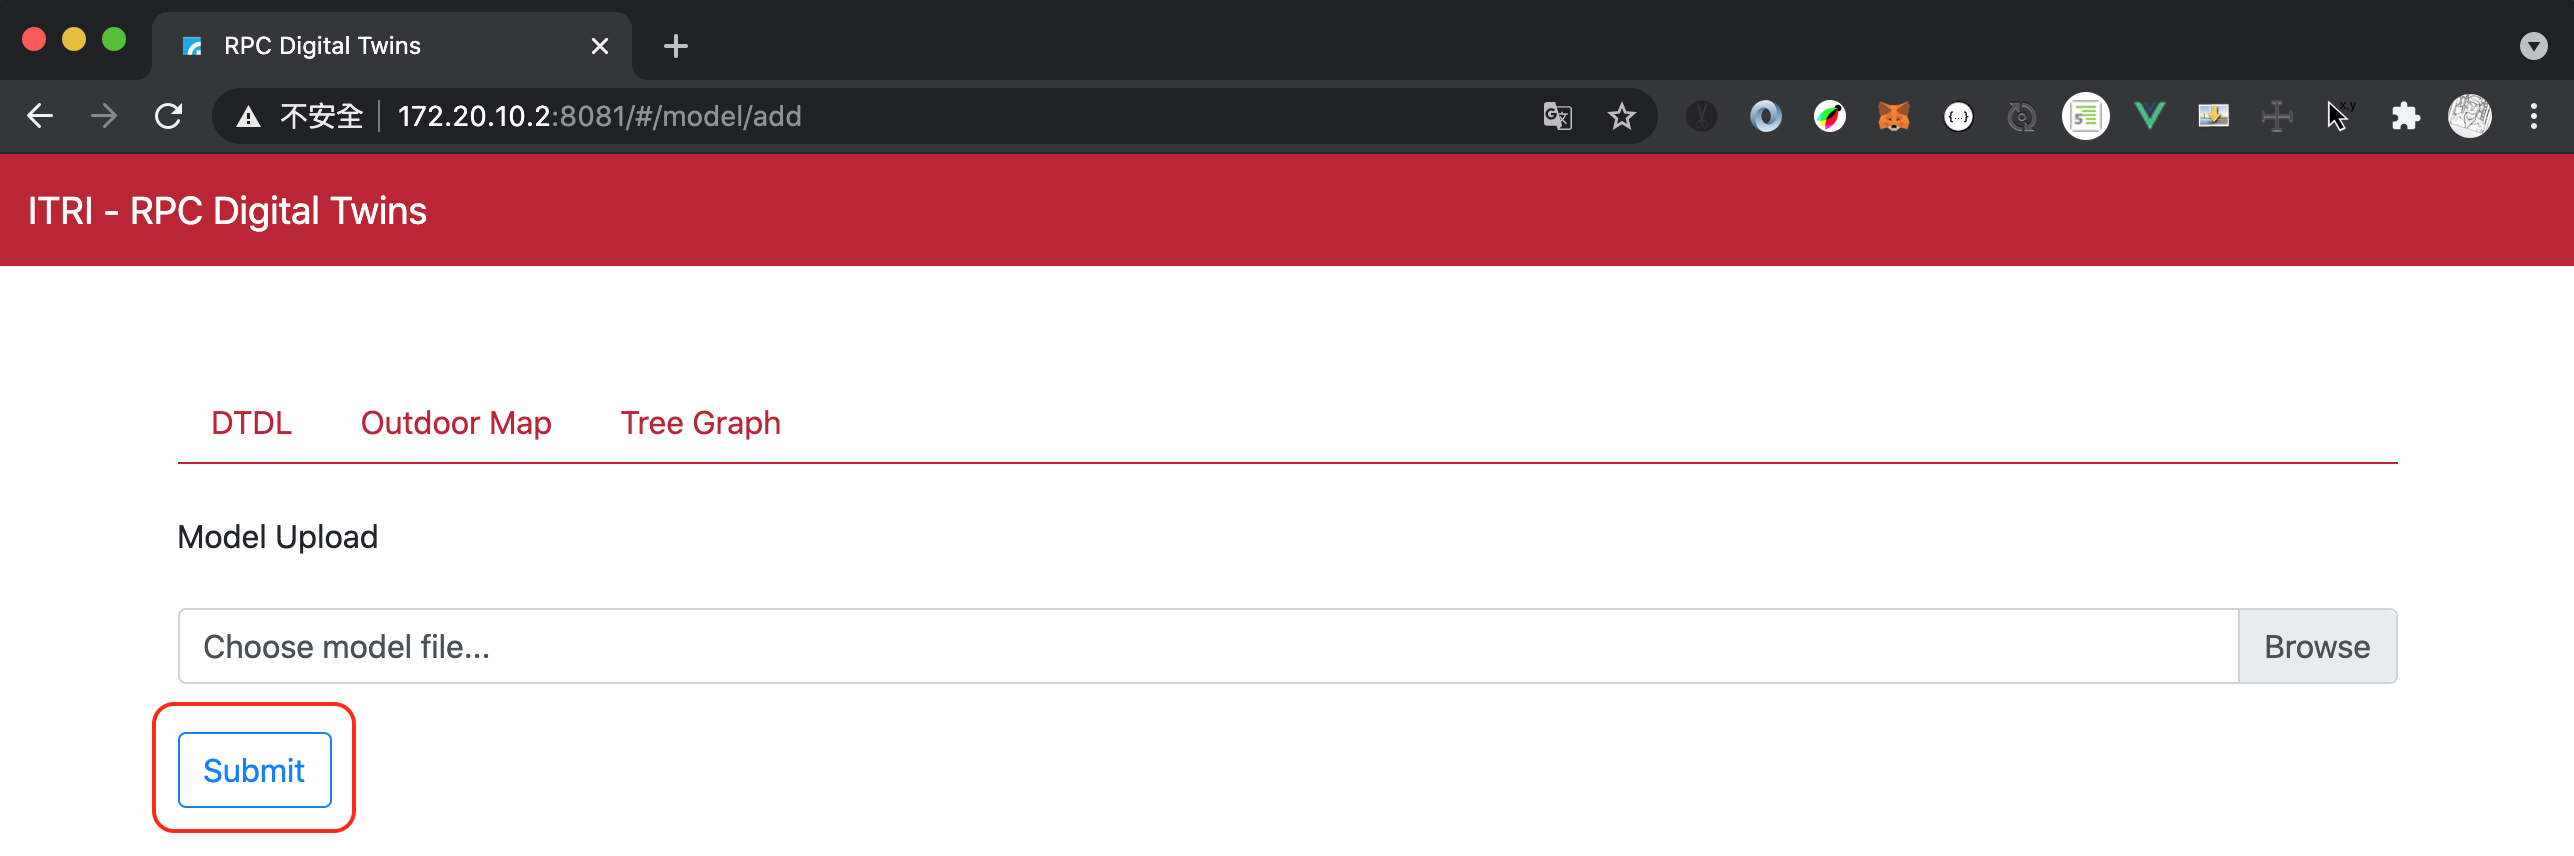 RPC Digital Twins
不安全 172.20.10.2:8081/#/model/add
{...}
5
x,y
ITRI - RPC Digital Twins
DTDL Outdoor Map Tree Graph
Model Upload
Choose model file... Browse
Submit